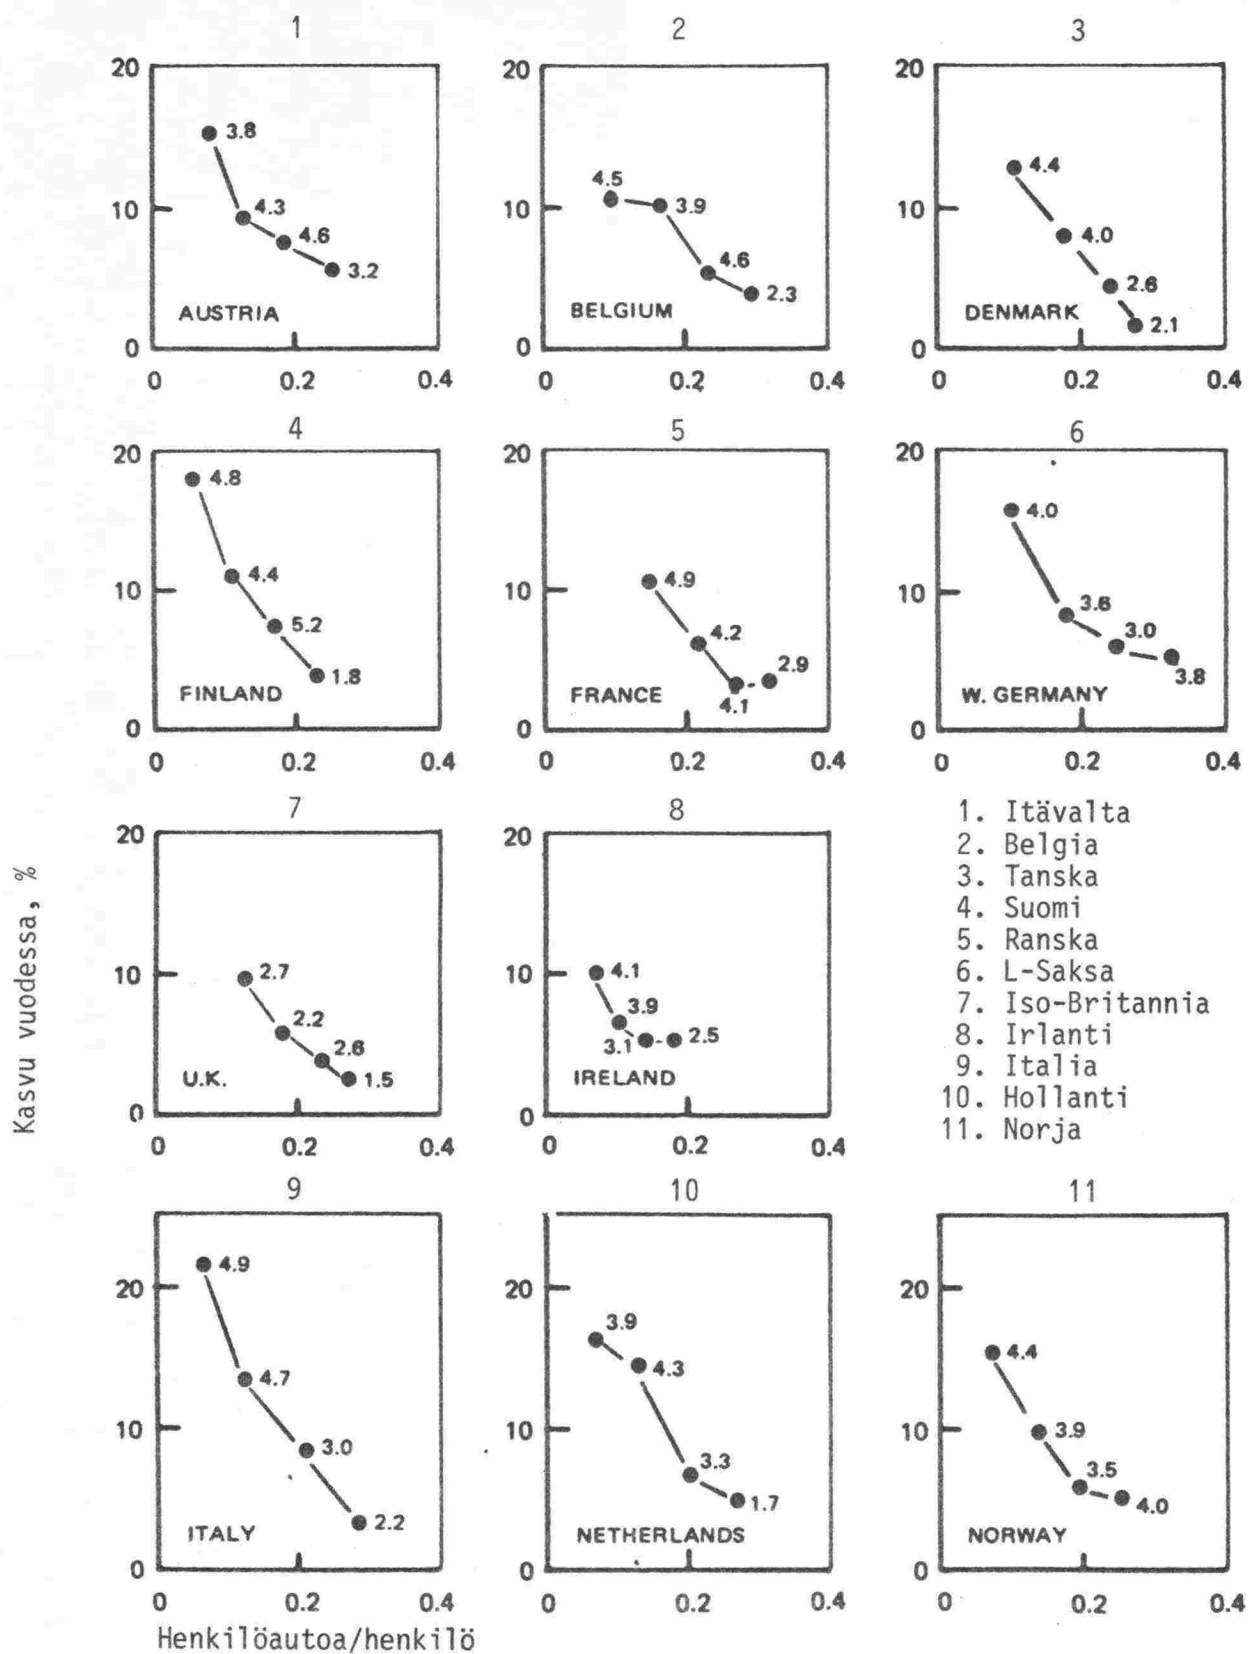 1
20
10
0
3.8
4.3
4.6
3.2
AUSTRIA
0 0.2 0.4
2
20
10
0
4.5
3.9
4.6
2.3
BELGIUM
0 0.2 0.4
3
20
10
0
4.4
4.0
2.6
2.1
DENMARK
0 0.2 0.4
4
20
10
0
4.8
4.4
5.2
1.8
FINLAND
0 0.2 0.4
5
20
10
0
4.9
4.2
2.9
4.1
FRANCE
0 0.2 0.4
6
20
10
0
4.0
3.6
3.0
3.8
W. GERMANY
0 0.2 0.4
7
20
10
0
2.7
2.2
2.6
1.5
U.K.
0 0.2 0.4
8
20
10
0
4.1
3.9
3.1
2.5
IRELAND
0 0.2 0.4
1. Itävalta
2. Belgia
3. Tanska
4. Suomi
5. Ranska
6. L-Saksa
7. Iso-Britannia
8. Irlanti
9. Italia
10. Hollanti
11. Norja
Kasvu vuodessa, %
9
20
10
0
4.9
4.7
3.0
2.2
ITALY
0 0.2 0.4
10
20
10
0
3.9
4.3
3.3
1.7
NETHERLANDS
0 0.2 0.4
11
20
10
0
4.4
3.9
3.5
4.0
NORWAY
0 0.2 0.4
Henkilöautoa/henkilö